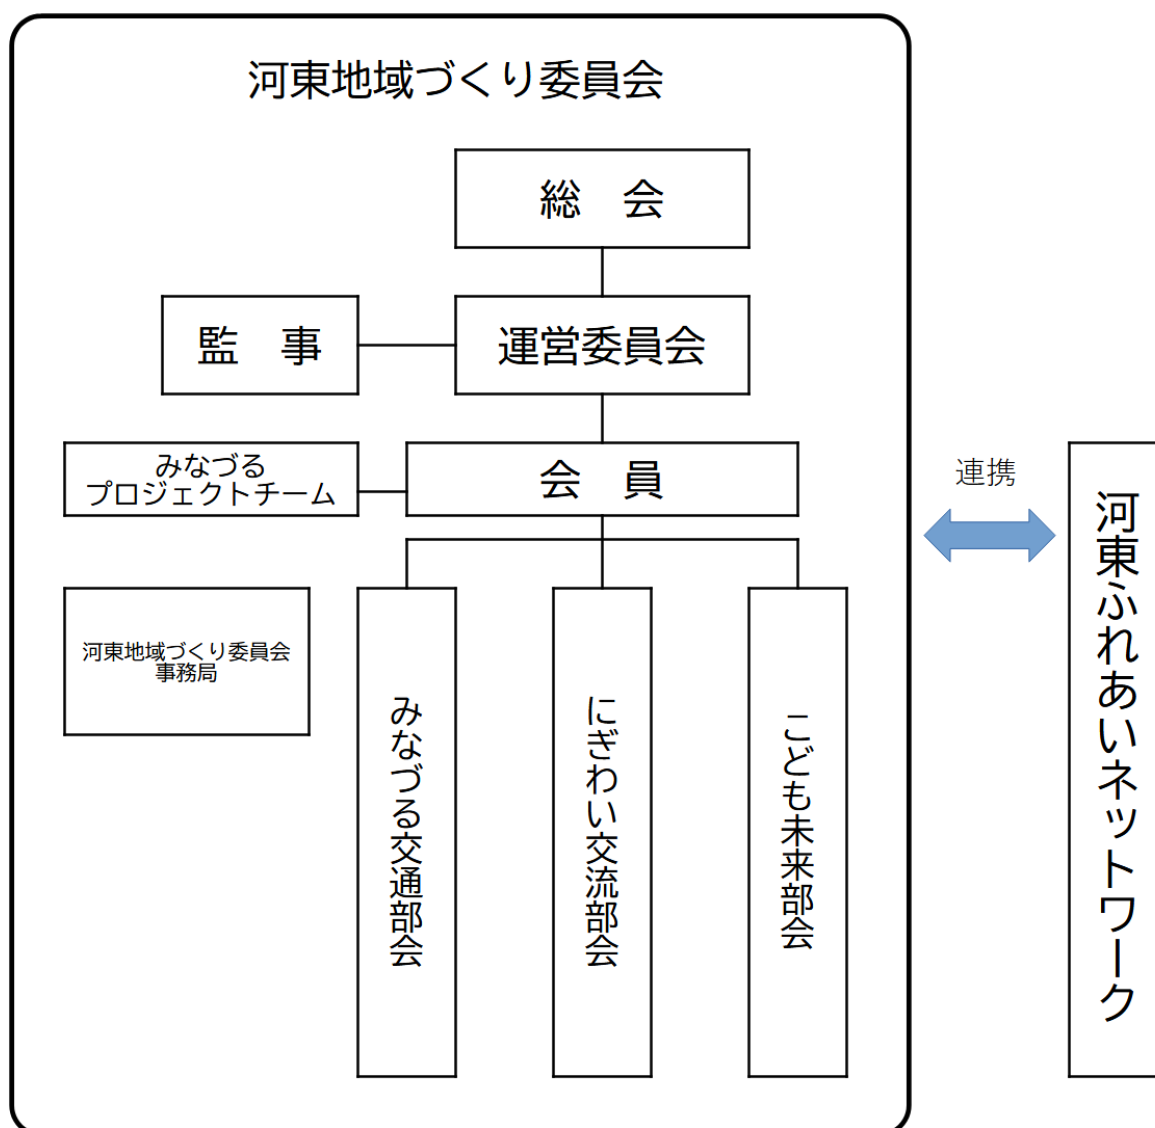 河東地域づくり委員会
総　会
監　事
運営委員会
みなづる
プロジェクトチーム
会　員
連携
河東地域づくり委員会
事務局
みなづる交通部会
にぎわい交流部会
こども未来部会
河東ふれあいネットワーク